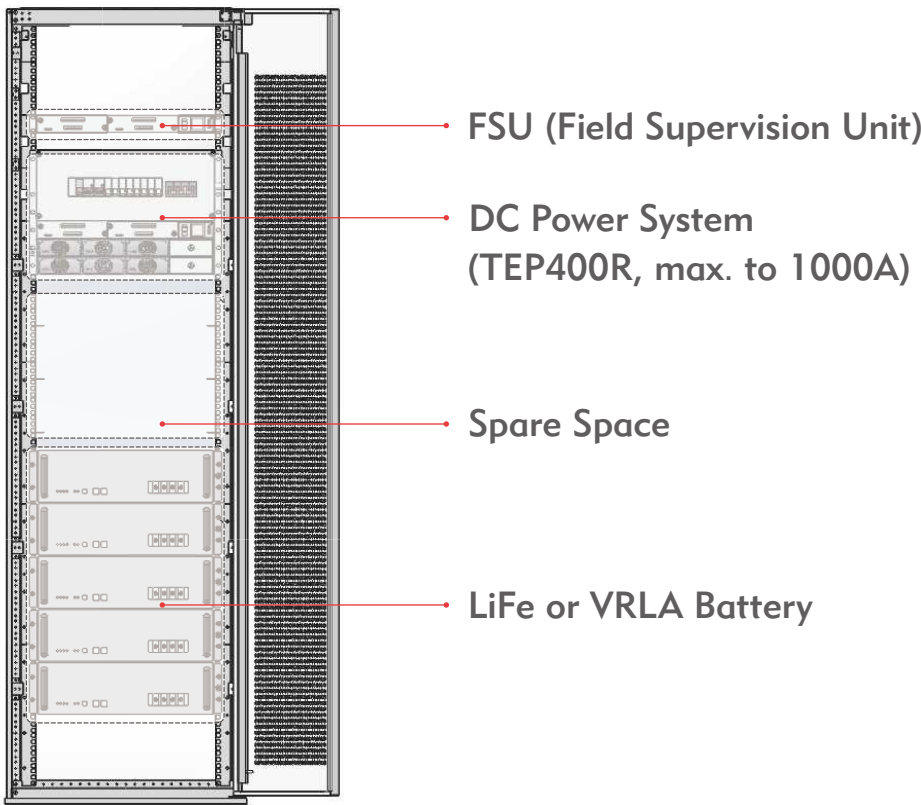 FSU (Field Supervision Unit)
DC Power System
(TEP400R, max. to 1000A)
Spare Space
LiFe or VRLA Battery